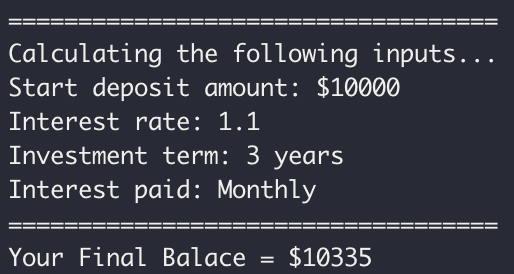 ===================================
Calculating the following inputs...
Start deposit amount: $10000
Interest rate: 1.1
Investment term: 3 years
Interest paid: Monthly
===================================
Your Final Balace = $10335